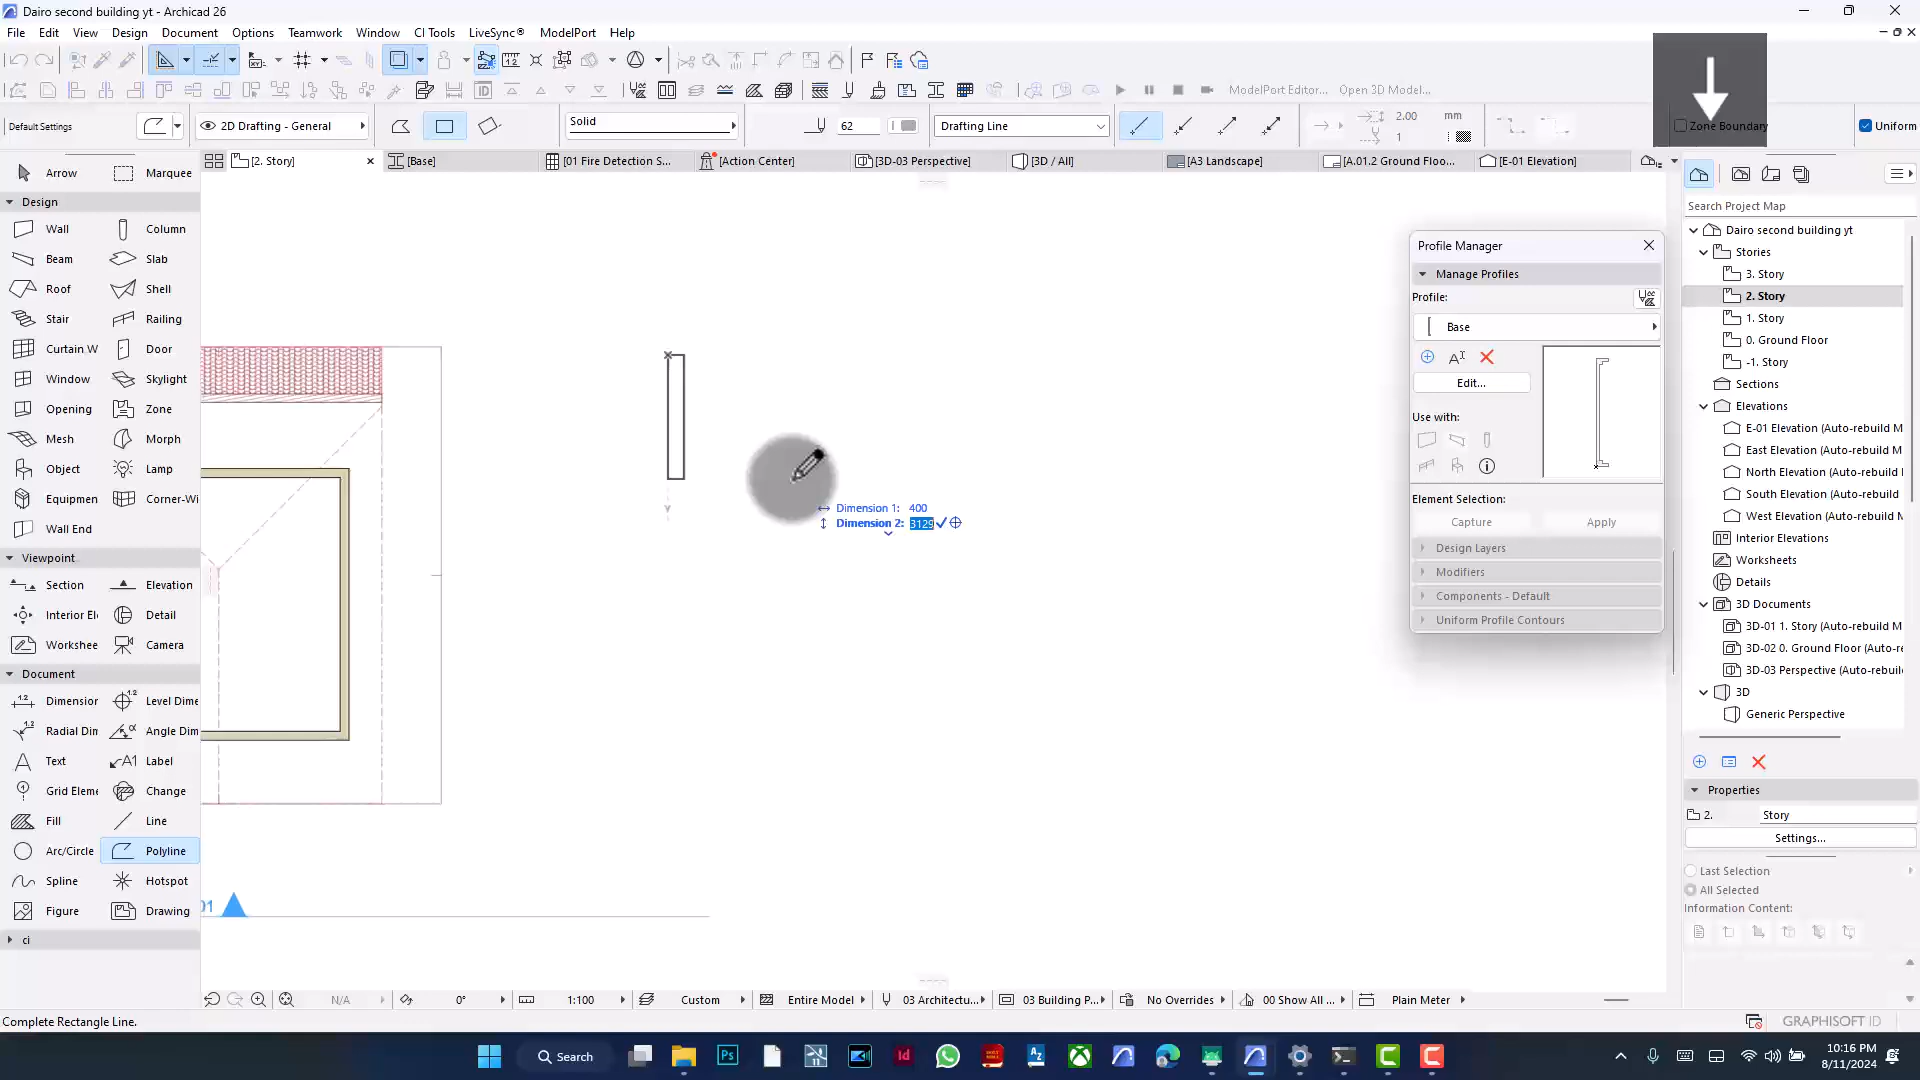 Dairo second building yt - Archicad 26
File Edit View Design Document Options Teamwork Window CI Tools LiveSync® ModelPort Help
ModelPort Editor... Open 3D Model...
Default Settings
2D Drafting - General
Solid
62
Drafting Line
2.00 mm
1
Zone Boundary
Uniform
[2. Story]
[Base]
[01 Fire Detection S...
[Action Center]
[3D-03 Perspective]
[3D / All]
[A3 Landscape]
[A.01.2 Ground Floo...
[E-01 Elevation]
Arrow Marquee
Design
Wall Column
Beam Slab
Roof Shell
Stair Railing
Curtain W Door
Window Skylight
Opening Zone
Mesh Morph
Object Lamp
Equipmen Corner-Wi
Wall End
Viewpoint
Section Elevation
Interior El Detail
Workshee Camera
Document
Dimension Level Dime
Radial Dim Angle Dim
Text Label
Grid Eleme Change
Fill Line
Arc/Circle Polyline
Spline Hotspot
Figure Drawing
ci
01
Dimension 1: 400
Dimension 2: 3129
Profile Manager
Manage Profiles
Profile:
Base
Edit...
Use with:
Element Selection:
Capture Apply
Design Layers
Modifiers
Components - Default
Uniform Profile Contours
Search Project Map
Dairo second building yt
Stories
3. Story
2. Story
1. Story
0. Ground Floor
-1. Story
Sections
Elevations
E-01 Elevation (Auto-rebuild M
East Elevation (Auto-rebuild M
North Elevation (Auto-rebuild
South Elevation (Auto-rebuild
West Elevation (Auto-rebuild M
Interior Elevations
Worksheets
Details
3D Documents
3D-01 1. Story (Auto-rebuild M
3D-02 0. Ground Floor (Auto-re
3D-03 Perspective (Auto-rebuild
3D
Generic Perspective
Properties
2. Story
Settings...
Last Selection
All Selected
Information Content:
N/A 0° 1:100 Custom Entire Model 03 Architectu... 03 Building P... No Overrides 00 Show All ... Plain Meter
Complete Rectangle Line.
GRAPHISOFT ID
Search
10:16 PM
8/11/2024